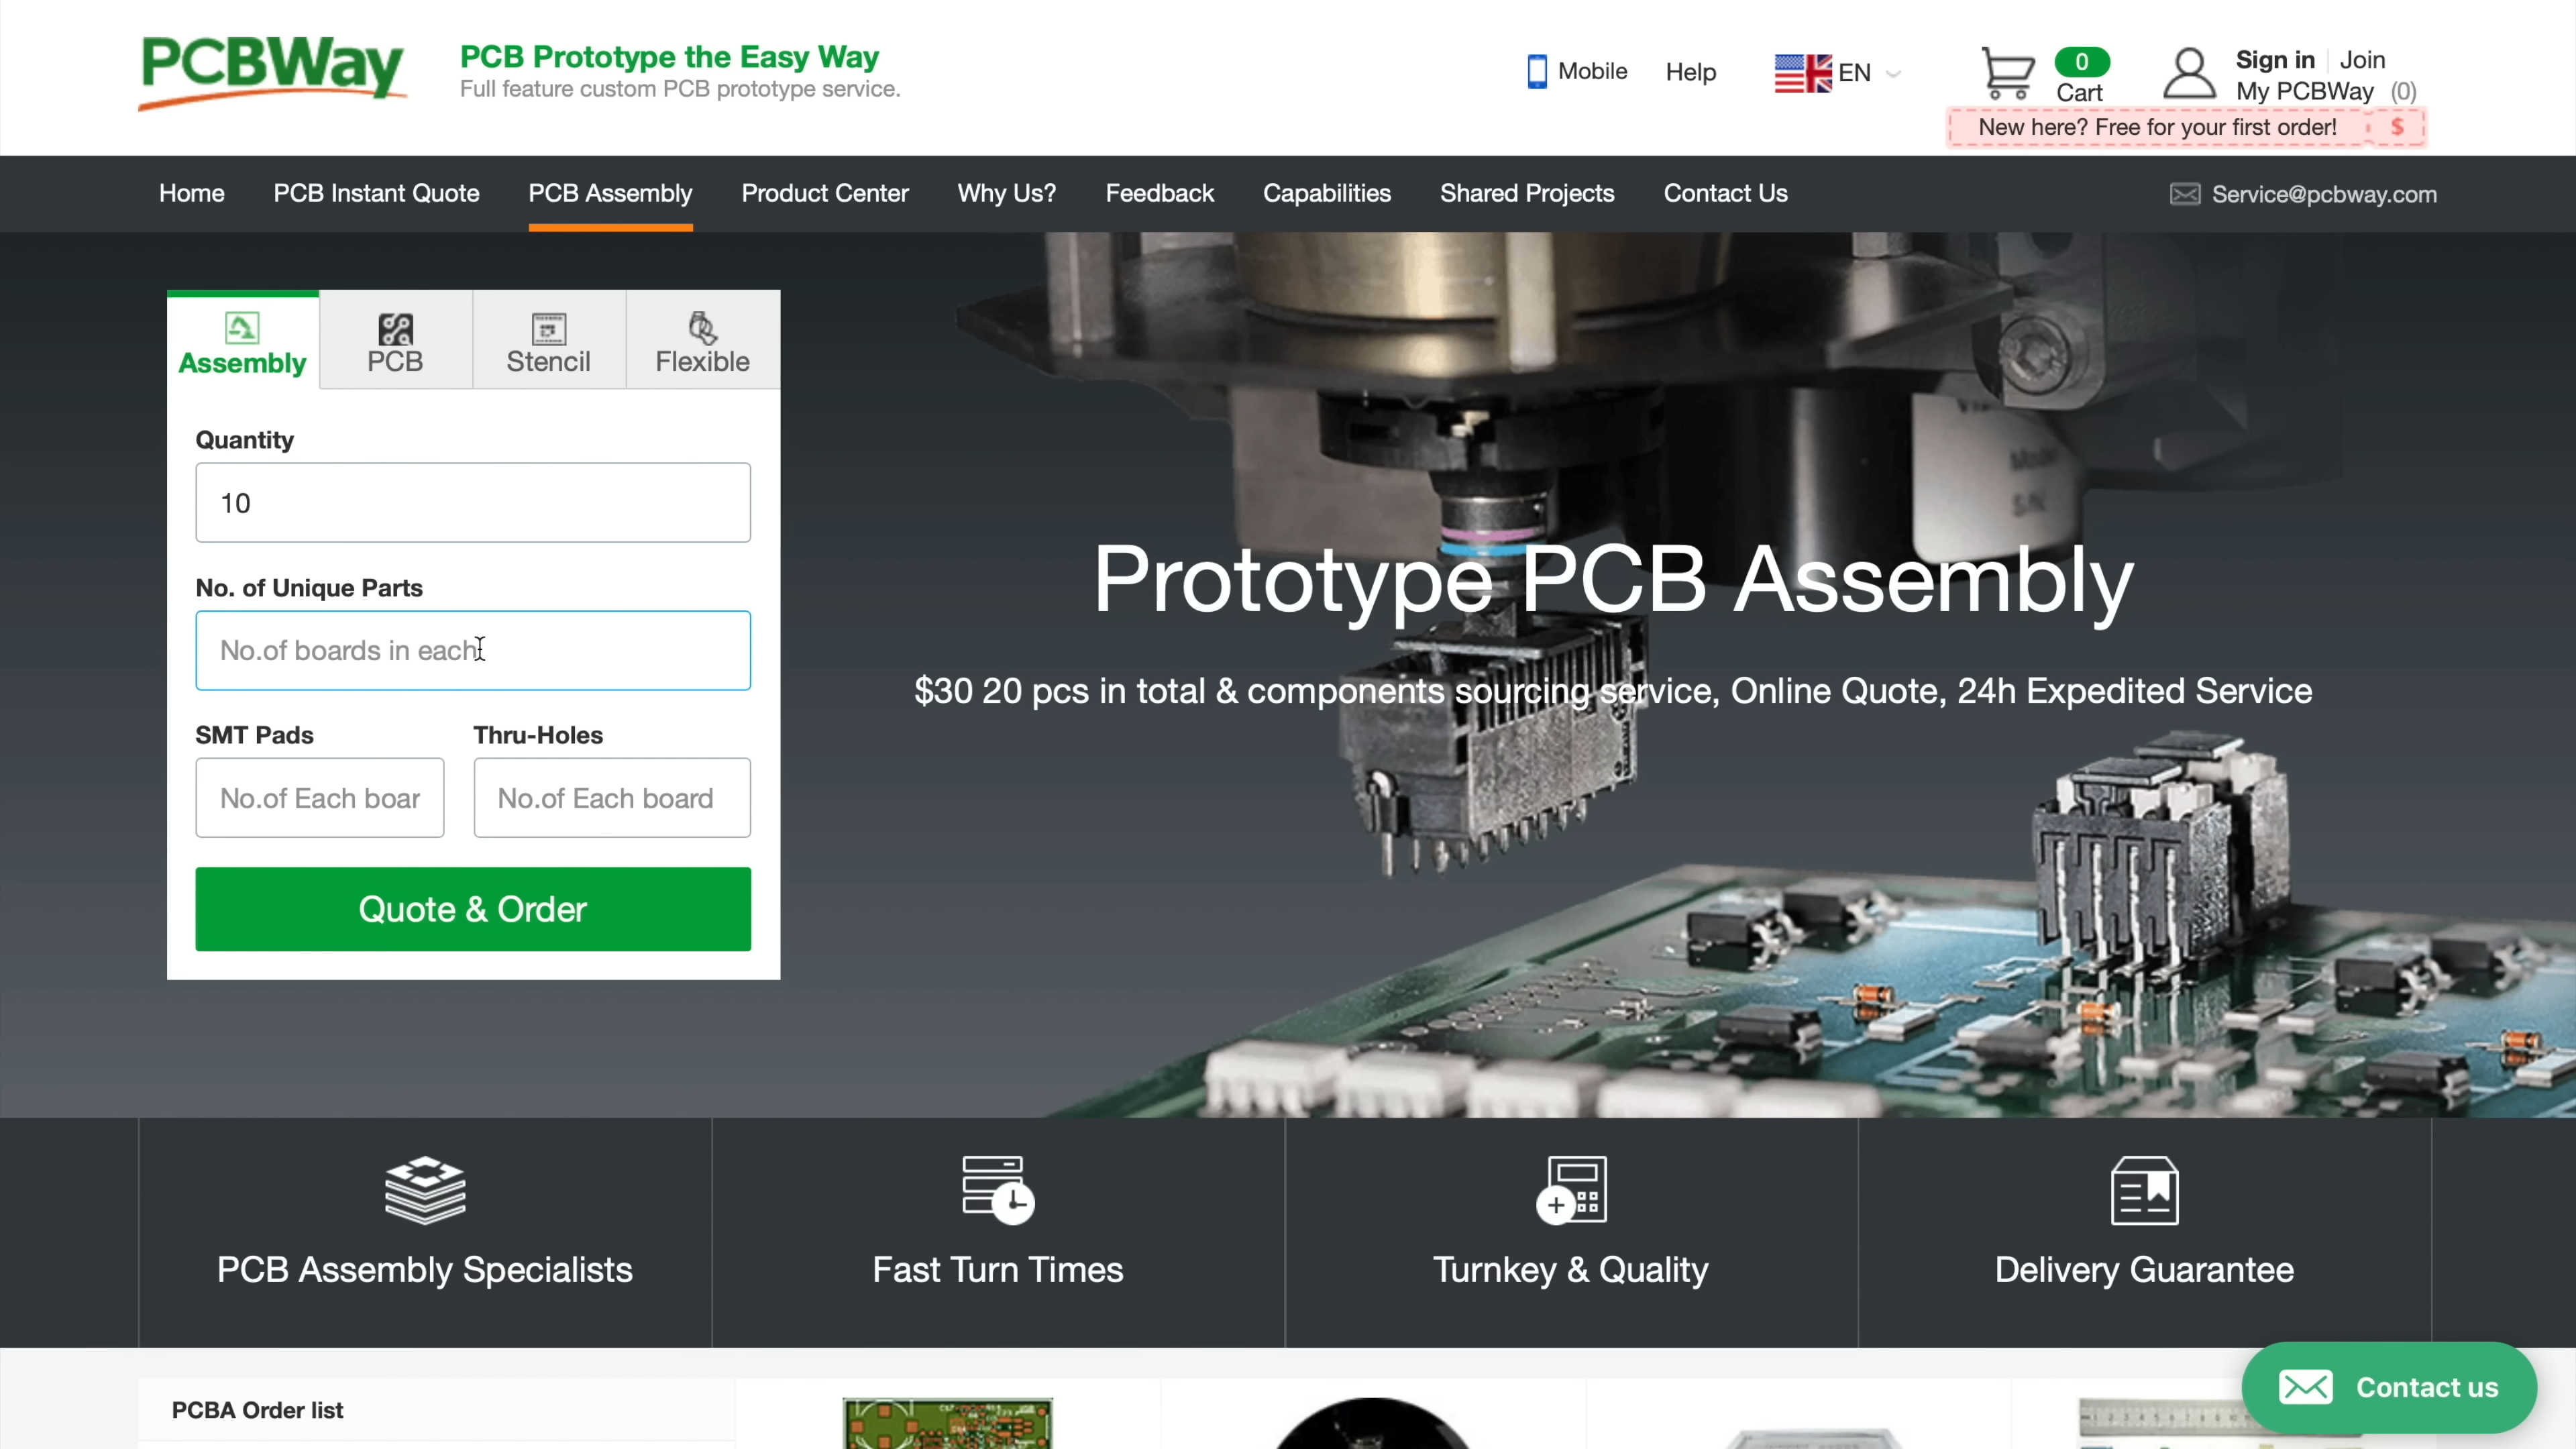 PCBWay
PCB Prototype the Easy Way
Full feature custom PCB prototype service.
Mobile
Help
EN
0
Cart
Sign in
Join
My PCBWay (0)
New here? Free for your first order! $
Home
PCB Instant Quote
PCB Assembly
Product Center
Why Us?
Feedback
Capabilities
Shared Projects
Contact Us
Service@pcbway.com
Assembly
PCB
Stencil
Flexible
Quantity
10
No. of Unique Parts
No.of boards in each
SMT Pads
Thru-Holes
No.of Each boar
No.of Each board
Quote & Order
Prototype PCB Assembly
$30 20 pcs in total & components sourcing service, Online Quote, 24h Expedited Service
PCB Assembly Specialists
Fast Turn Times
Turnkey & Quality
Delivery Guarantee
PCBA Order list
Contact us